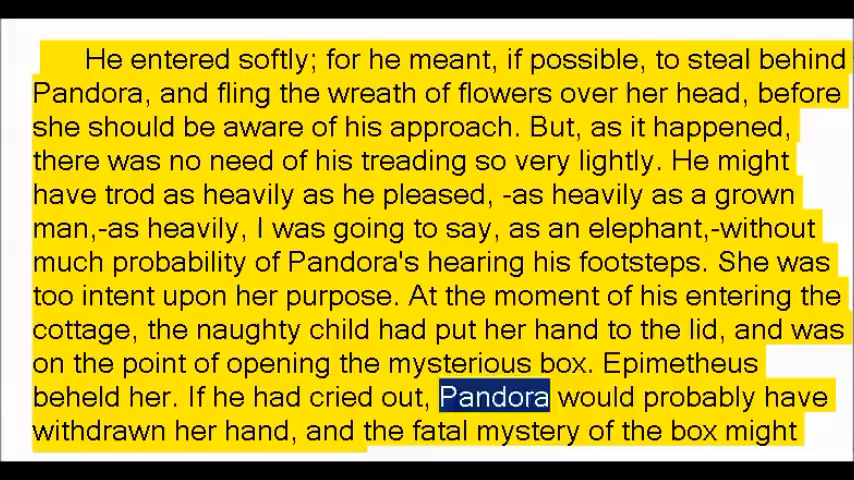 He entered softly; for he meant, if possible, to steal behind
Pandora, and fling the wreath of flowers over her head, before
she should be aware of his approach. But, as it happened,
there was no need of his treading so very lightly. He might
have trod as heavily as he pleased, -as heavily as a grown
man,-as heavily, I was going to say, as an elephant,-without
much probability of Pandora's hearing his footsteps. She was
too intent upon her purpose. At the moment of his entering the
cottage, the naughty child had put her hand to the lid, and was
on the point of opening the mysterious box. Epimetheus
beheld her. If he had cried out, Pandora would probably have
withdrawn her hand, and the fatal mystery of the box might